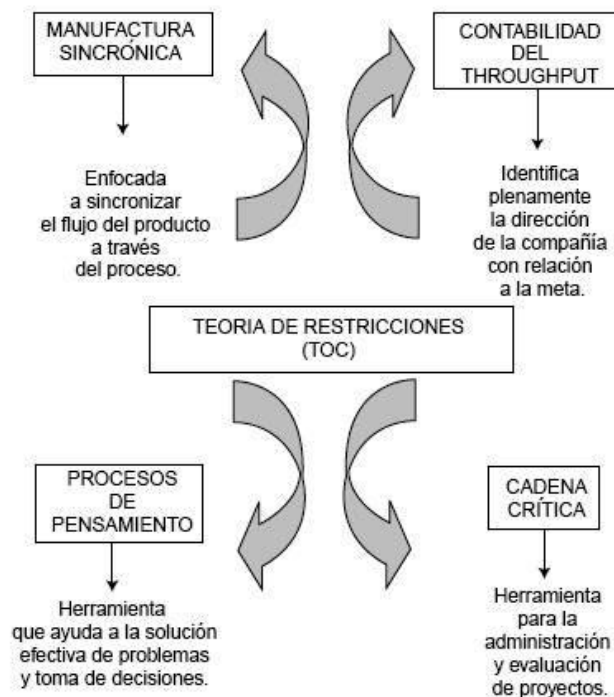 MANUFACTURA
SINCRÓNICA
Enfocada
a sincronizar
el flujo del producto
a través
del proceso.
CONTABILIDAD
DEL
THROUGHPUT
Identifica
plenamente
la dirección
de la compañía
con relación
a la meta.
TEORIA DE RESTRICCIONES
(TOC)
PROCESOS
DE
PENSAMIENTO
Herramienta
que ayuda a la solución
efectiva de problemas
y toma de decisiones.
CADENA
CRÍTICA
Herramienta
para la
administración
y evaluación
de proyectos.